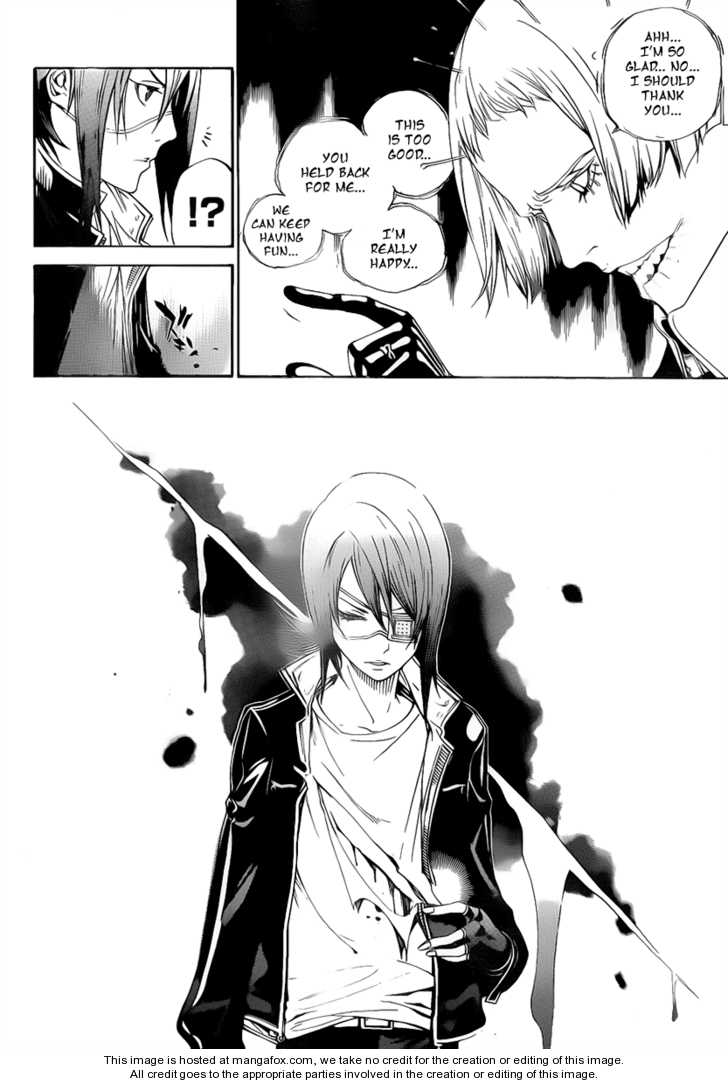 AHH...
I'M SO
GLAD... NO...
I SHOULD
THANK
YOU...
THIS
IS TOO
GOOD...
YOU
HELD BACK
FOR ME...
I'M
REALLY
HAPPY...
WE
CAN KEEP
HAVING
FUN...
!?
This image is hosted at mangafox.com, we take no credit for the creation or editing of this image.
All credit goes to the appropriate parties involved in the creation or editing of this image.